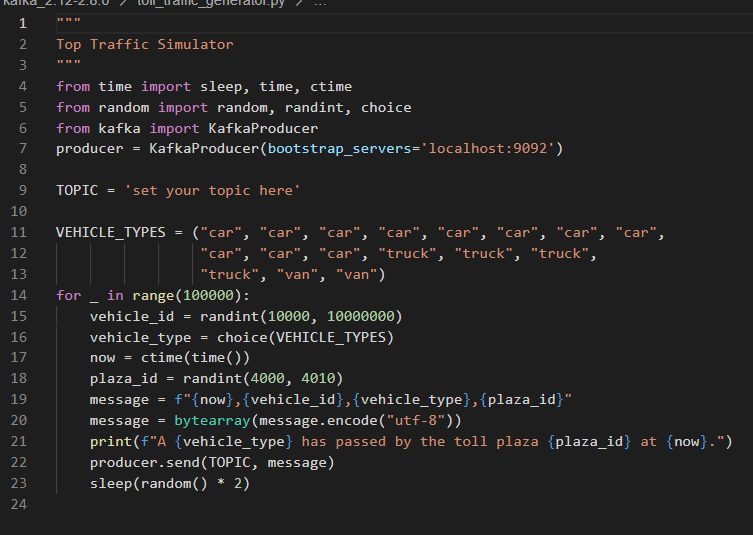 kafka_2.12-2.8.0 > toll_traffic_generator.py > ...
1 """
2 Top Traffic Simulator
3 """
4 from time import sleep, time, ctime
5 from random import random, randint, choice
6 from kafka import KafkaProducer
7 producer = KafkaProducer(bootstrap_servers='localhost:9092')
8
9 TOPIC = 'set your topic here'
10
11 VEHICLE_TYPES = ("car", "car", "car", "car", "car", "car", "car", "car",
12                  "car", "car", "car", "truck", "truck", "truck",
13                  "truck", "van", "van")
14 for _ in range(100000):
15     vehicle_id = randint(10000, 10000000)
16     vehicle_type = choice(VEHICLE_TYPES)
17     now = ctime(time())
18     plaza_id = randint(4000, 4010)
19     message = f"{now},{vehicle_id},{vehicle_type},{plaza_id}"
20     message = bytearray(message.encode("utf-8"))
21     print(f"A {vehicle_type} has passed by the toll plaza {plaza_id} at {now}.")
22     producer.send(TOPIC, message)
23     sleep(random() * 2)
24